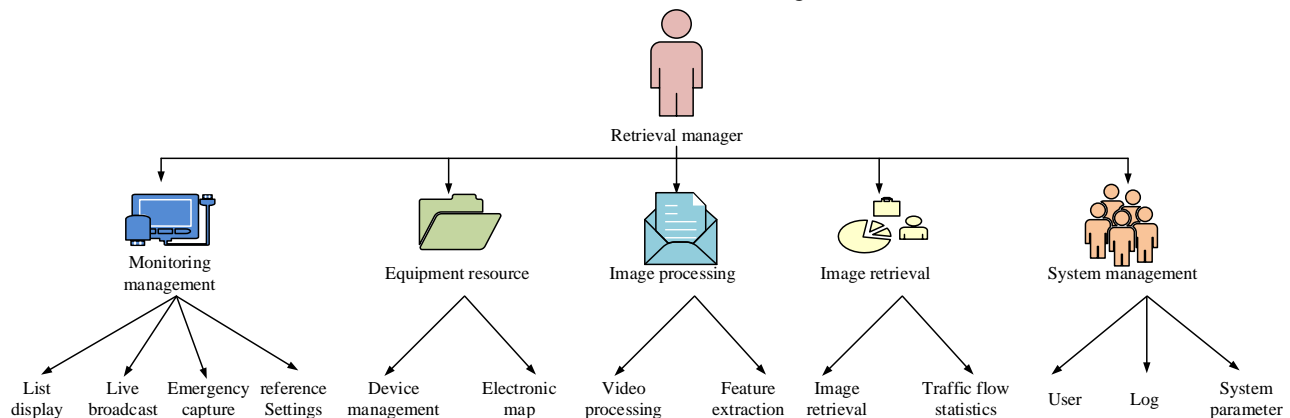 Retrieval manager
Monitoring
management
Equipment resource
Image processing
Image retrieval
System management
List
display
Live
broadcast
Emergency
capture
reference
Settings
Device
management
Electronic
map
Video
processing
Feature
extraction
Image
retrieval
Traffic flow
statistics
User
Log
System
parameter